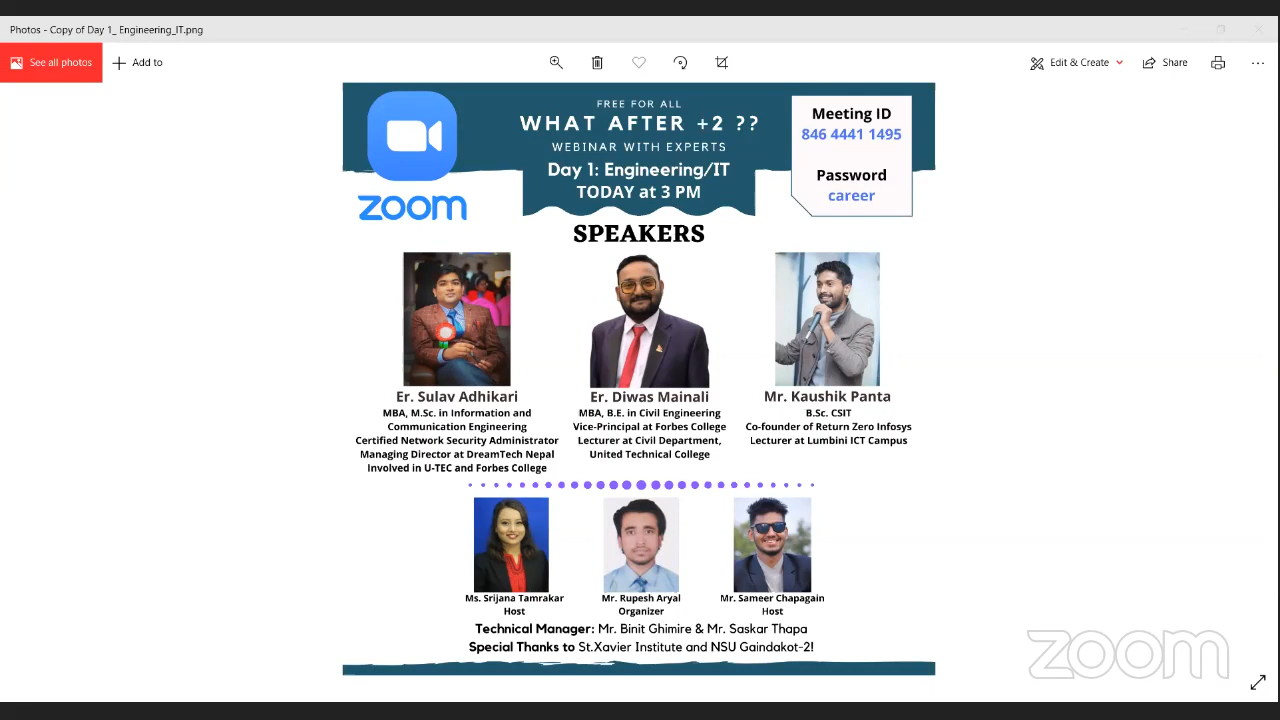 Photos - Copy of Day 1_ Engineering_IT.png
See all photos
Add to
Edit & Create
Share
FREE FOR ALL
WHAT AFTER +2 ??
WEBINAR WITH EXPERTS
Day 1: Engineering/IT
TODAY at 3 PM
zoom
Meeting ID
846 4441 1495
Password
career
SPEAKERS
Er. Sulav Adhikari
MBA, M.Sc. in Information and
Communication Engineering
Certified Network Security Administrator
Managing Director at DreamTech Nepal
Involved in U-TEC and Forbes College
Er. Diwas Mainali
MBA, B.E. in Civil Engineering
Vice-Principal at Forbes College
Lecturer at Civil Department,
United Technical College
Mr. Kaushik Panta
B.Sc. CSIT
Co-founder of Return Zero Infosys
Lecturer at Lumbini ICT Campus
Ms. Srijana Tamrakar
Host
Mr. Rupesh Aryal
Organizer
Mr. Sameer Chapagain
Host
Technical Manager: Mr. Binit Ghimire & Mr. Saskar Thapa
Special Thanks to St.Xavier Institute and NSU Gaindakot-2!
zoom